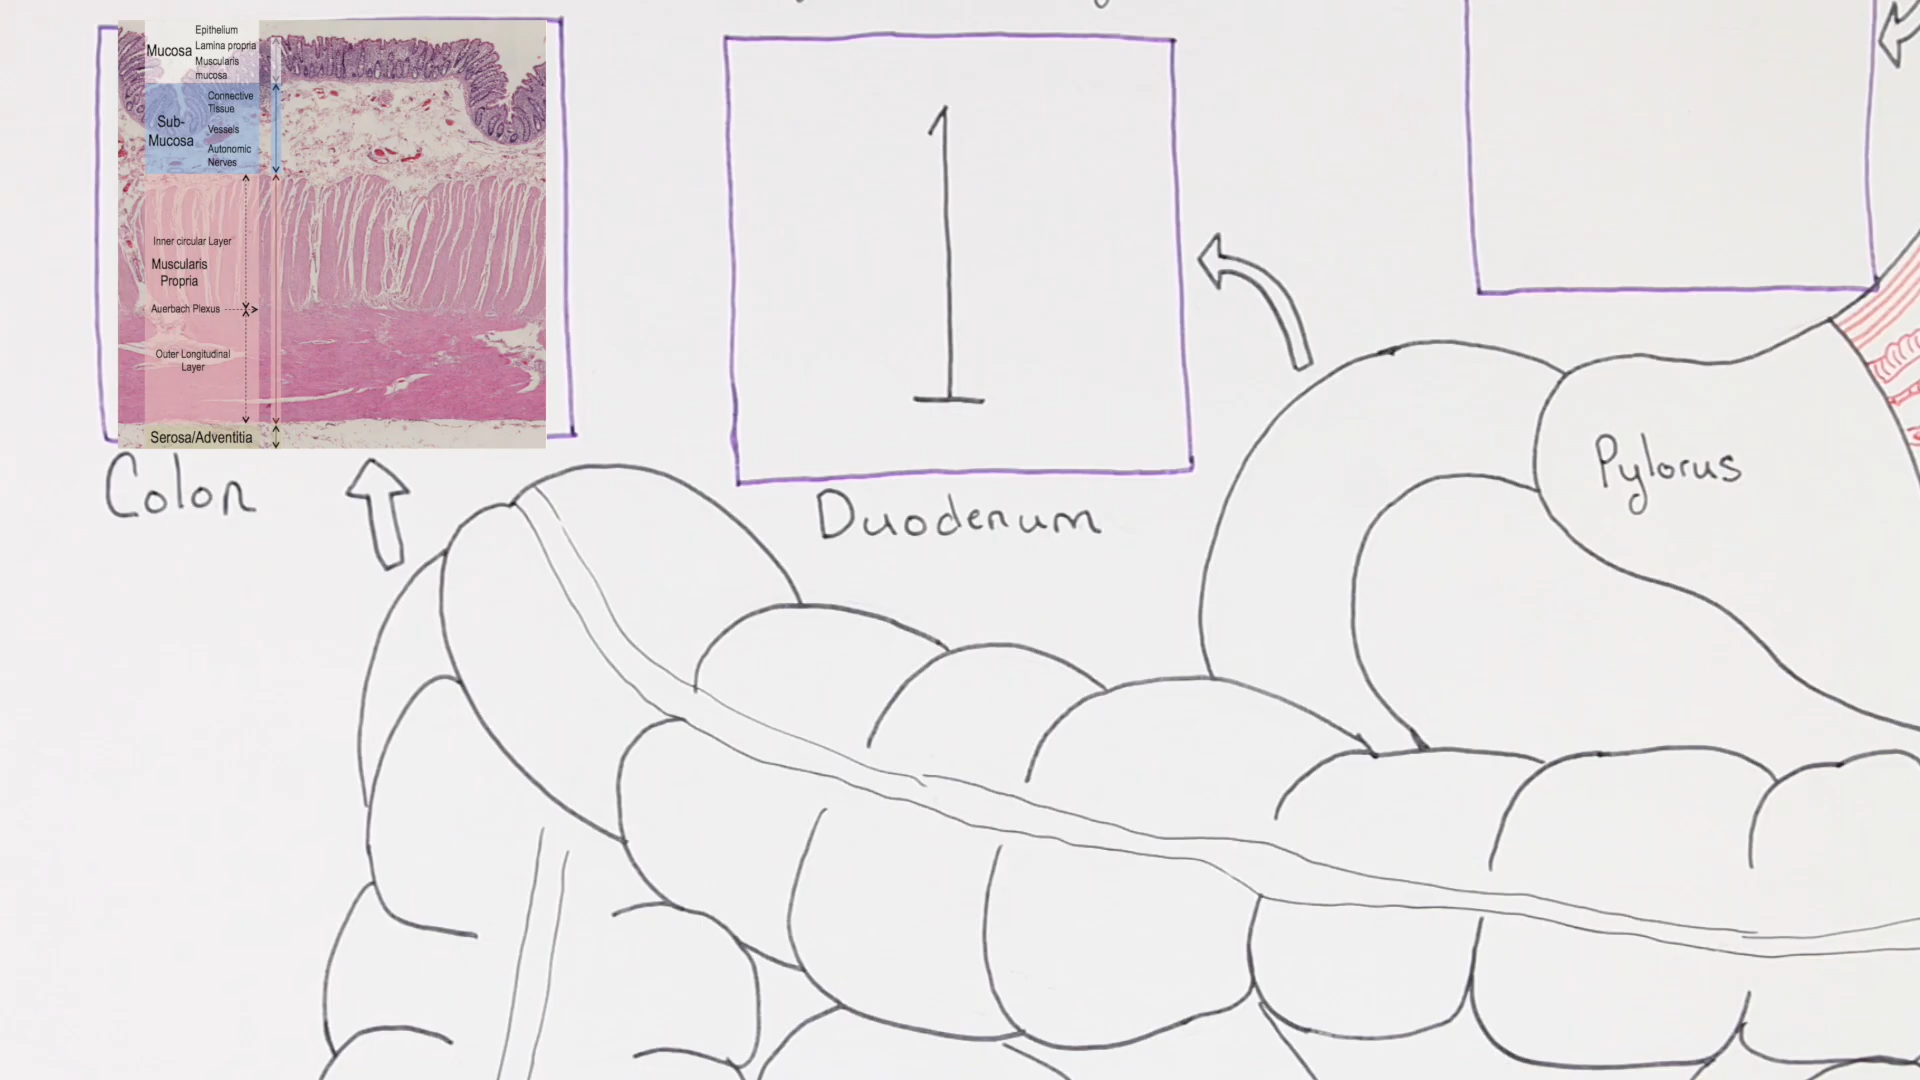 Epithelium
Mucosa
Lamina propria
Muscularis
mucosa
Connective
Tissue
Sub-
Mucosa
Vessels
Autonomic
Nerves
Inner circular Layer
Muscularis
Propria
Auerbach Plexus
Outer Longitudinal
Layer
Serosa/Adventitia
Colon
1
Duodenum
Pylorus